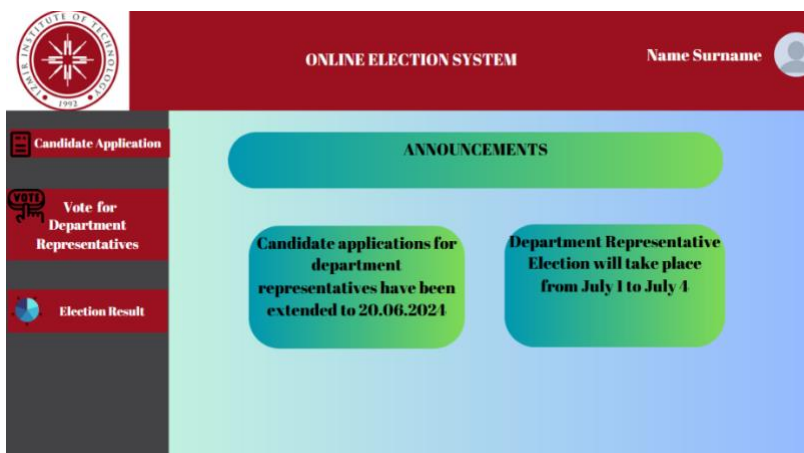 IZMIR INSTITUTE OF TECHNOLOGY
1992
ONLINE ELECTION SYSTEM
Name Surname
Candidate Application
VOTE
Vote for
Department
Representatives
Election Result
ANNOUNCEMENTS
Candidate applications for
department
representatives have been
extended to 20.06.2024
Department Representative
Election will take place
from July 1 to July 4